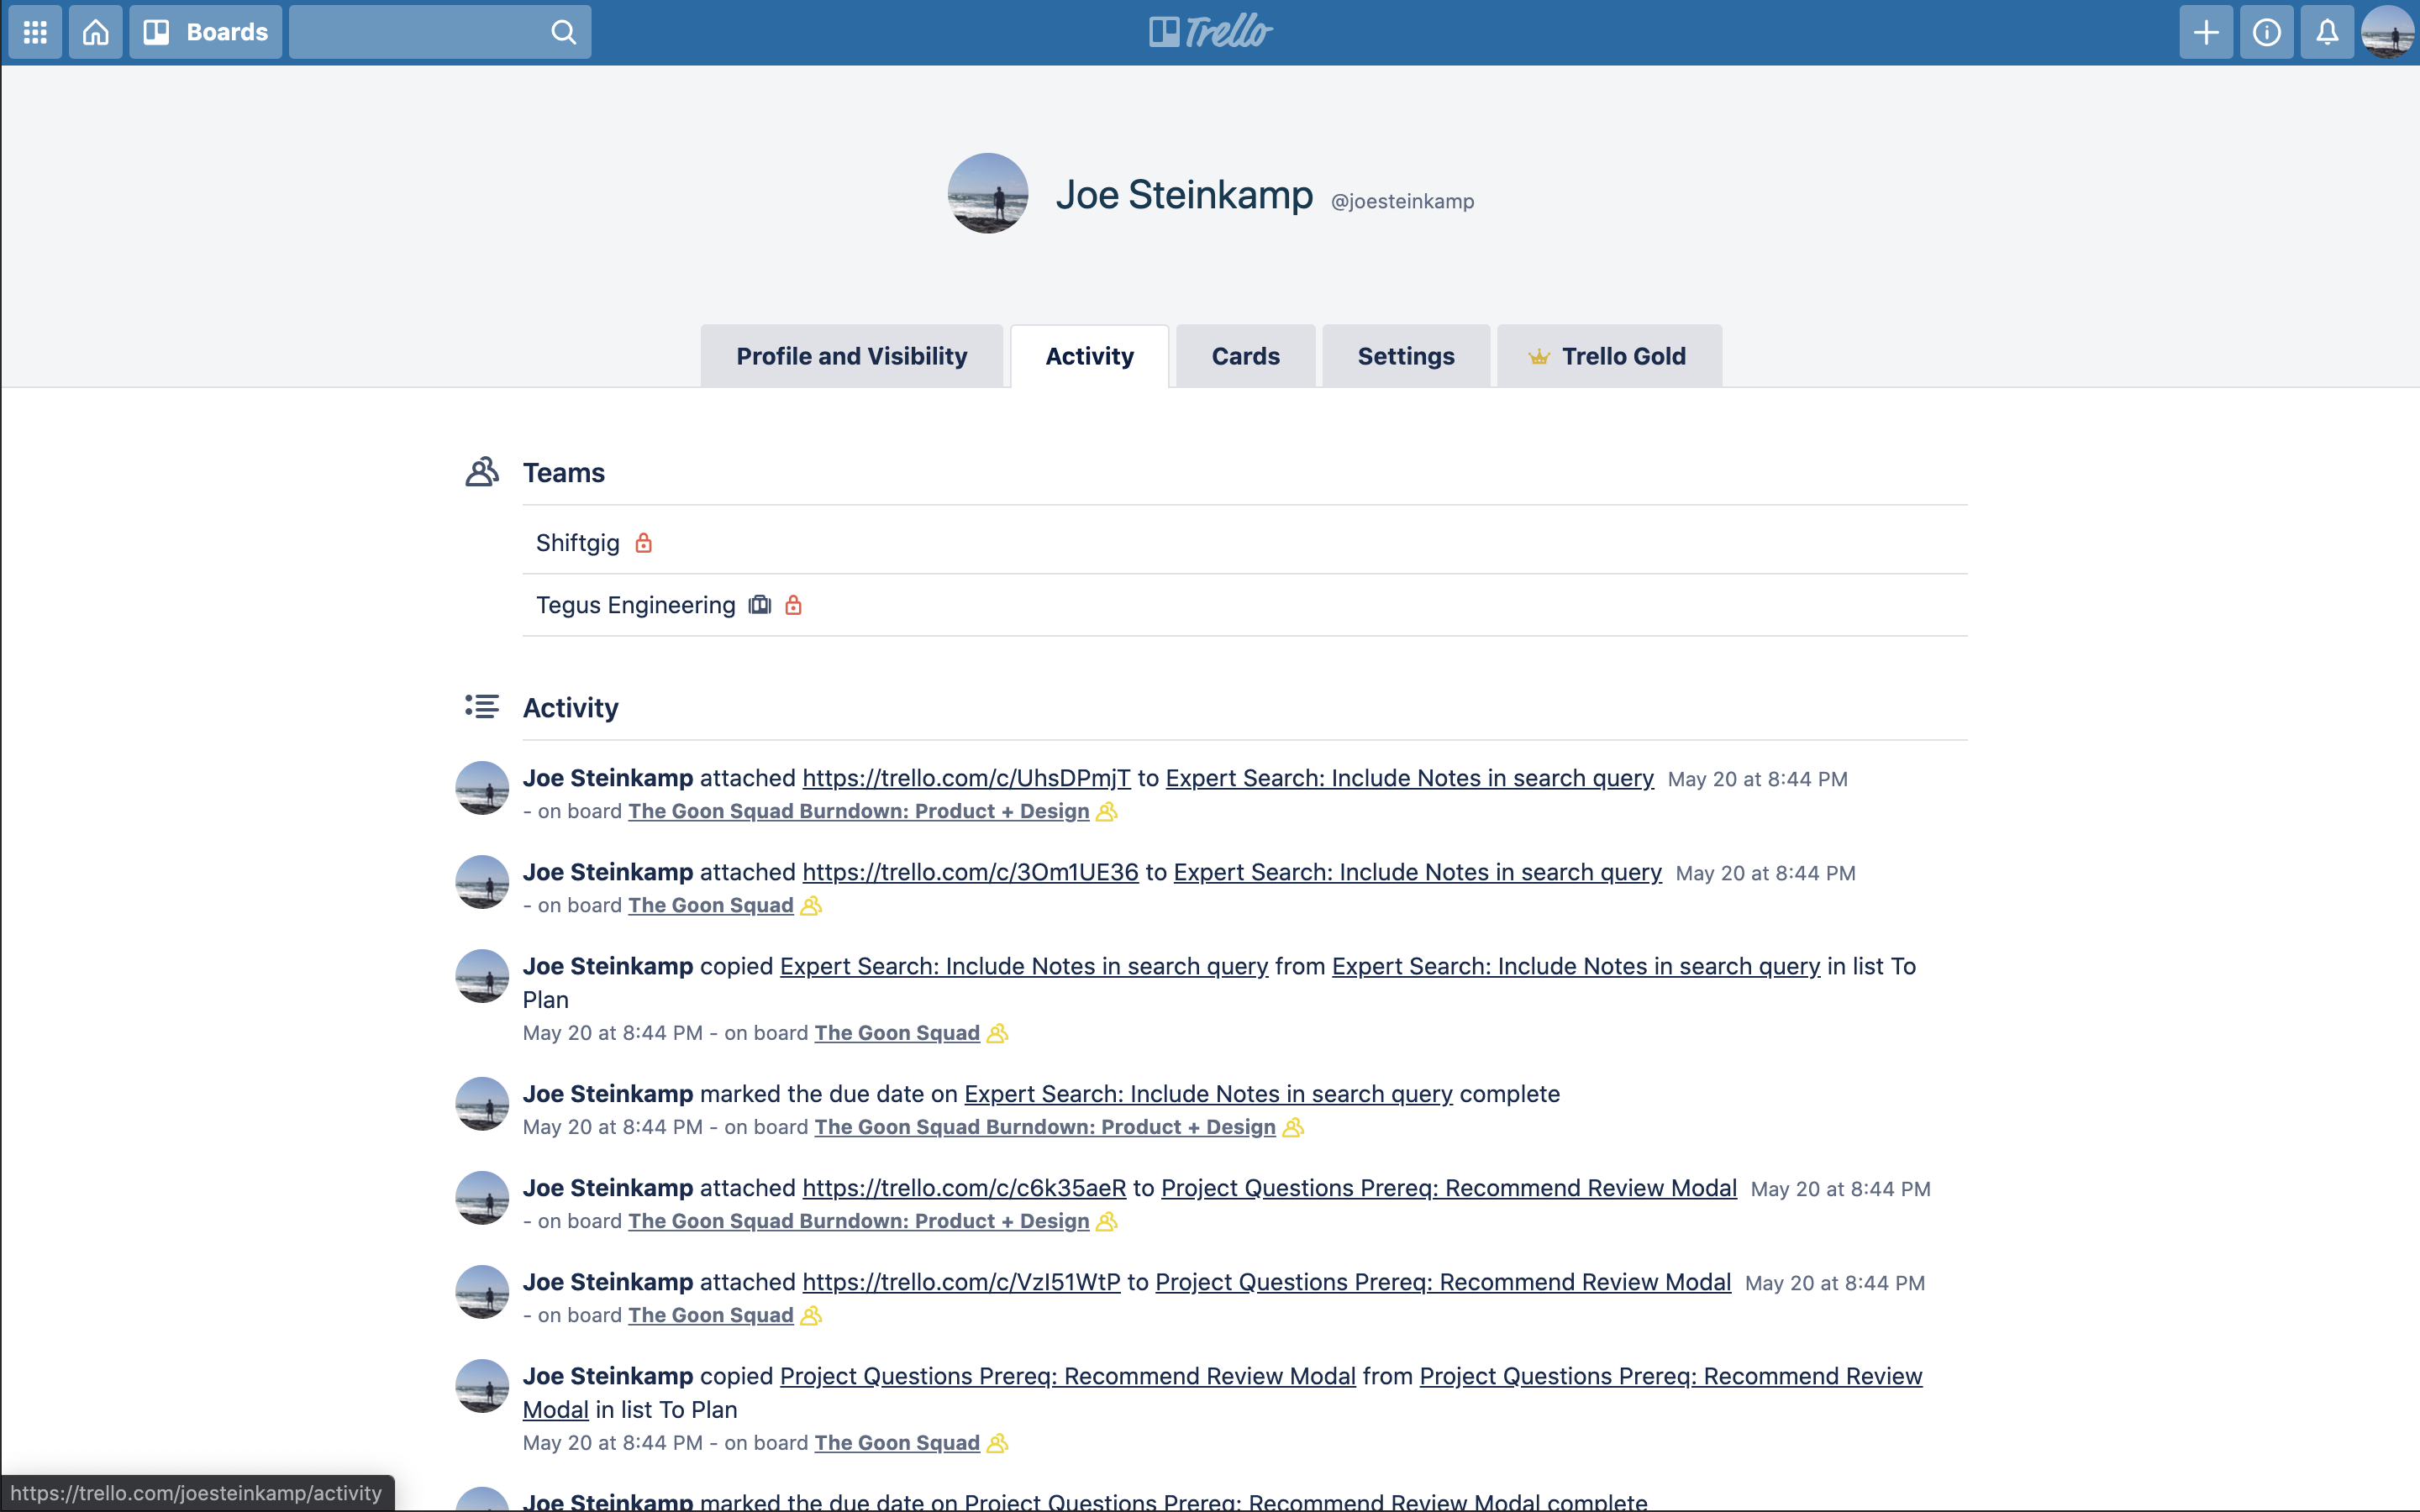 Boards
Trello
Joe Steinkamp @joesteinkamp
Profile and Visibility
Activity
Cards
Settings
Trello Gold
Teams
Shiftgig
Tegus Engineering
Activity
Joe Steinkamp attached https://trello.com/c/UhsDPmjT to Expert Search: Include Notes in search query May 20 at 8:44 PM
- on board The Goon Squad Burndown: Product + Design
Joe Steinkamp attached https://trello.com/c/3Om1UE36 to Expert Search: Include Notes in search query May 20 at 8:44 PM
- on board The Goon Squad
Joe Steinkamp copied Expert Search: Include Notes in search query from Expert Search: Include Notes in search query in list To
Plan
May 20 at 8:44 PM - on board The Goon Squad
Joe Steinkamp marked the due date on Expert Search: Include Notes in search query complete
May 20 at 8:44 PM - on board The Goon Squad Burndown: Product + Design
Joe Steinkamp attached https://trello.com/c/c6k35aeR to Project Questions Prereq: Recommend Review Modal May 20 at 8:44 PM
- on board The Goon Squad Burndown: Product + Design
Joe Steinkamp attached https://trello.com/c/VzI51WtP to Project Questions Prereq: Recommend Review Modal May 20 at 8:44 PM
- on board The Goon Squad
Joe Steinkamp copied Project Questions Prereq: Recommend Review Modal from Project Questions Prereq: Recommend Review
Modal in list To Plan
May 20 at 8:44 PM - on board The Goon Squad
Joe Steinkamp marked the due date on Project Questions Prereq: Recommend Review Modal complete
https://trello.com/joesteinkamp/activity